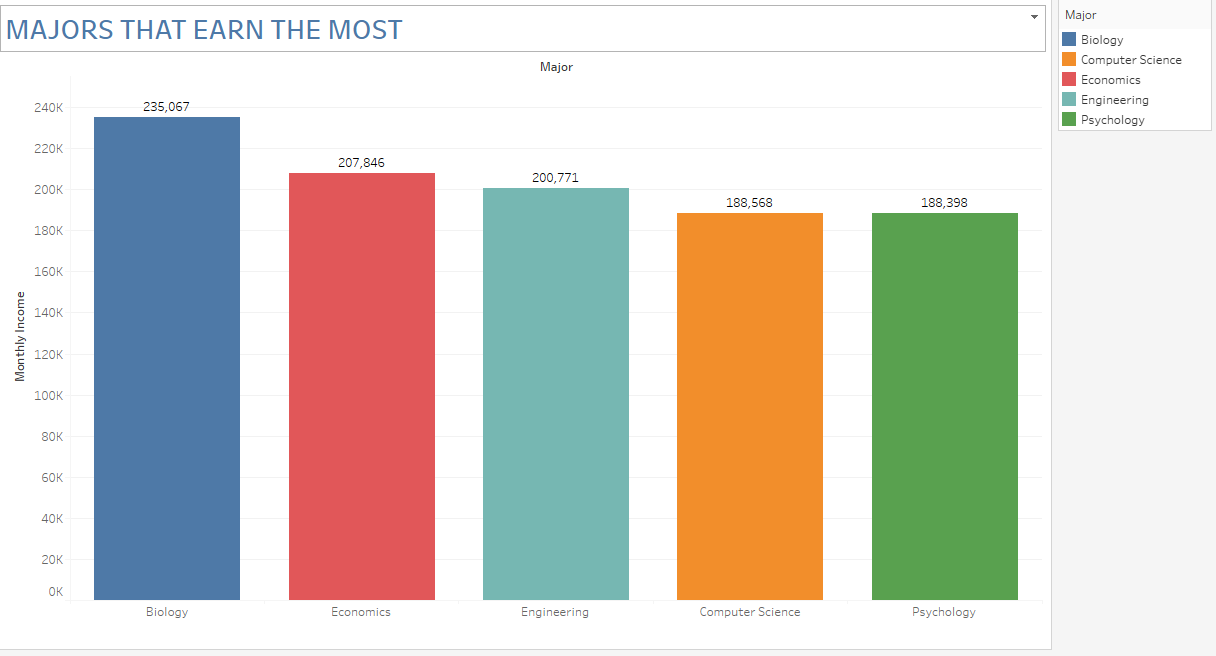 MAJORS THAT EARN THE MOST
Major
Monthly Income
240K
220K
200K
180K
160K
140K
120K
100K
80K
60K
40K
20K
0K
235,067
207,846
200,771
188,568
188,398
Biology
Economics
Engineering
Computer Science
Psychology
Major
Biology
Computer Science
Economics
Engineering
Psychology